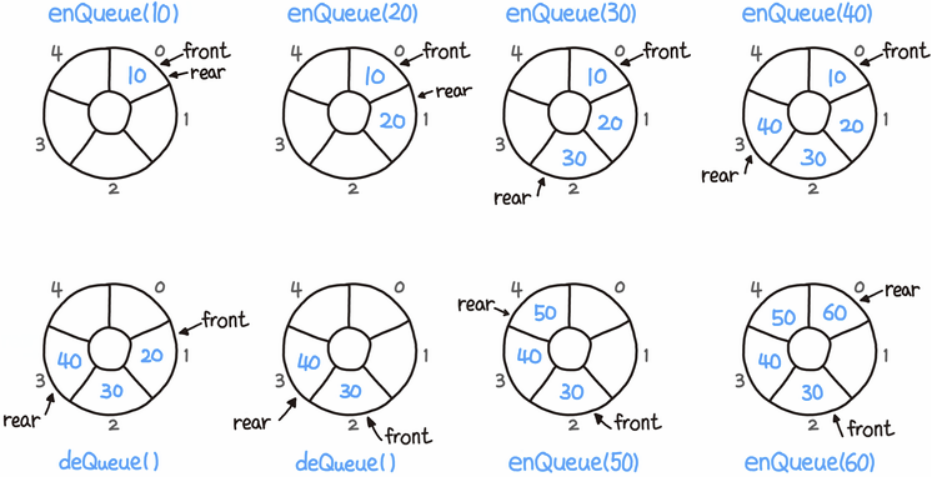 enQueue(10) enQueue(20) enQueue(30) enQueue(40)
4 0 front 4 0 front 4 0 front 4 0 front
10 rear 10 rear 10 10
3 1 3 20 1 3 20 1 3 40 20 1
30 30
2 2 rear 2 rear 2
4 0 4 0 rear 4 50 0 4 50 60 0 rear
front
3 40 20 1 3 40 1 3 40 1 3 40 1
30 30 30 30
rear 2 rear 2 front 2 front 2 front
deQueue() deQueue() enQueue(50) enQueue(60)